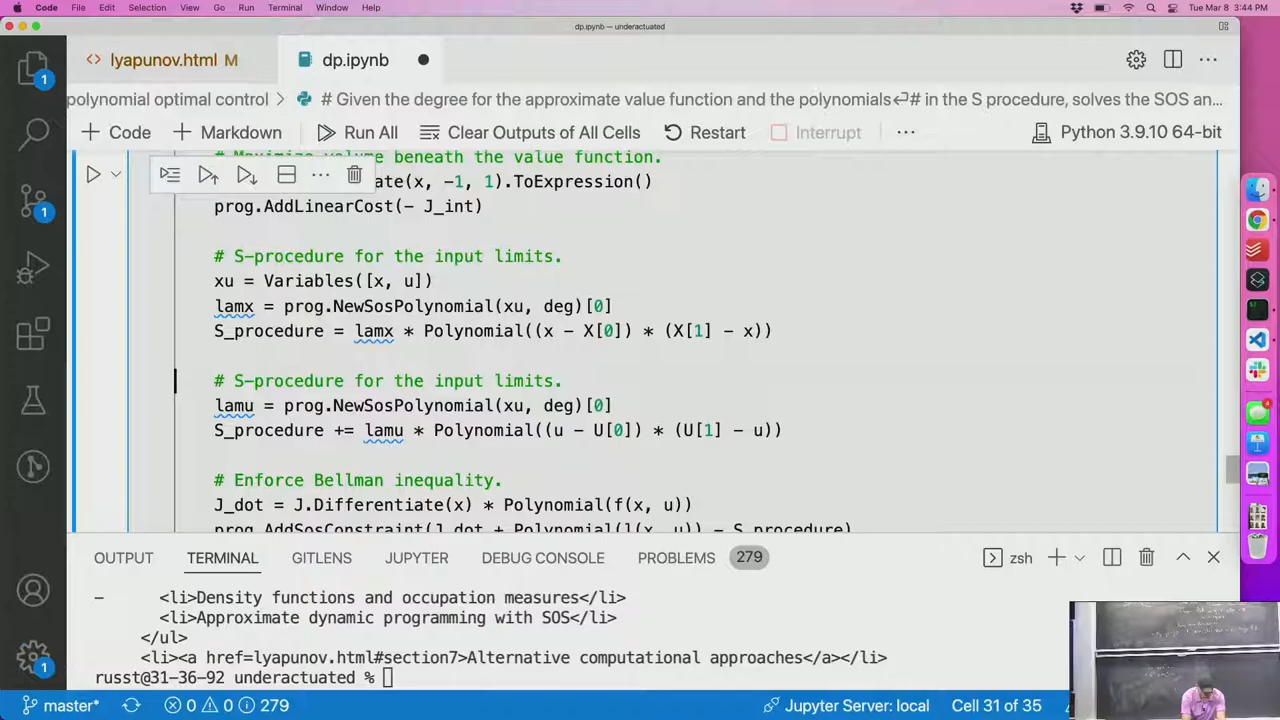 Code File Edit Selection View Go Run Terminal Window Help Tue Mar 8 3:44 PM
dp.ipynb — underactuated
lyapunov.html M dp.ipynb
polynomial optimal control > # Given the degree for the approximate value function and the polynomials↵# in the S procedure, solves the SOS an...
+ Code + Markdown Run All Clear Outputs of All Cells Restart Interrupt ... Python 3.9.10 64-bit
# Maximize volume beneath the value function.
ate(x, -1, 1).ToExpression()
prog.AddLinearCost(- J_int)
# S-procedure for the input limits.
xu = Variables([x, u])
lamx = prog.NewSosPolynomial(xu, deg)[0]
S_procedure = lamx * Polynomial((x - X[0]) * (X[1] - x))
# S-procedure for the input limits.
lamu = prog.NewSosPolynomial(xu, deg)[0]
S_procedure += lamu * Polynomial((u - U[0]) * (U[1] - u))
# Enforce Bellman inequality.
J_dot = J.Differentiate(x) * Polynomial(f(x, u))
prog.AddSosConstraint(J_dot + Polynomial(l(x, u)) - S_procedure)
OUTPUT TERMINAL GITLENS JUPYTER DEBUG CONSOLE PROBLEMS 279 zsh
— <li>Density functions and occupation measures</li>
<li>Approximate dynamic programming with SOS</li>
</ul>
<li><a href=lyapunov.html#section7>Alternative computational approaches</a></li>
russt@31-36-92 underactuated %
master* 0 0 279 Jupyter Server: local Cell 31 of 35
1
1
1
4